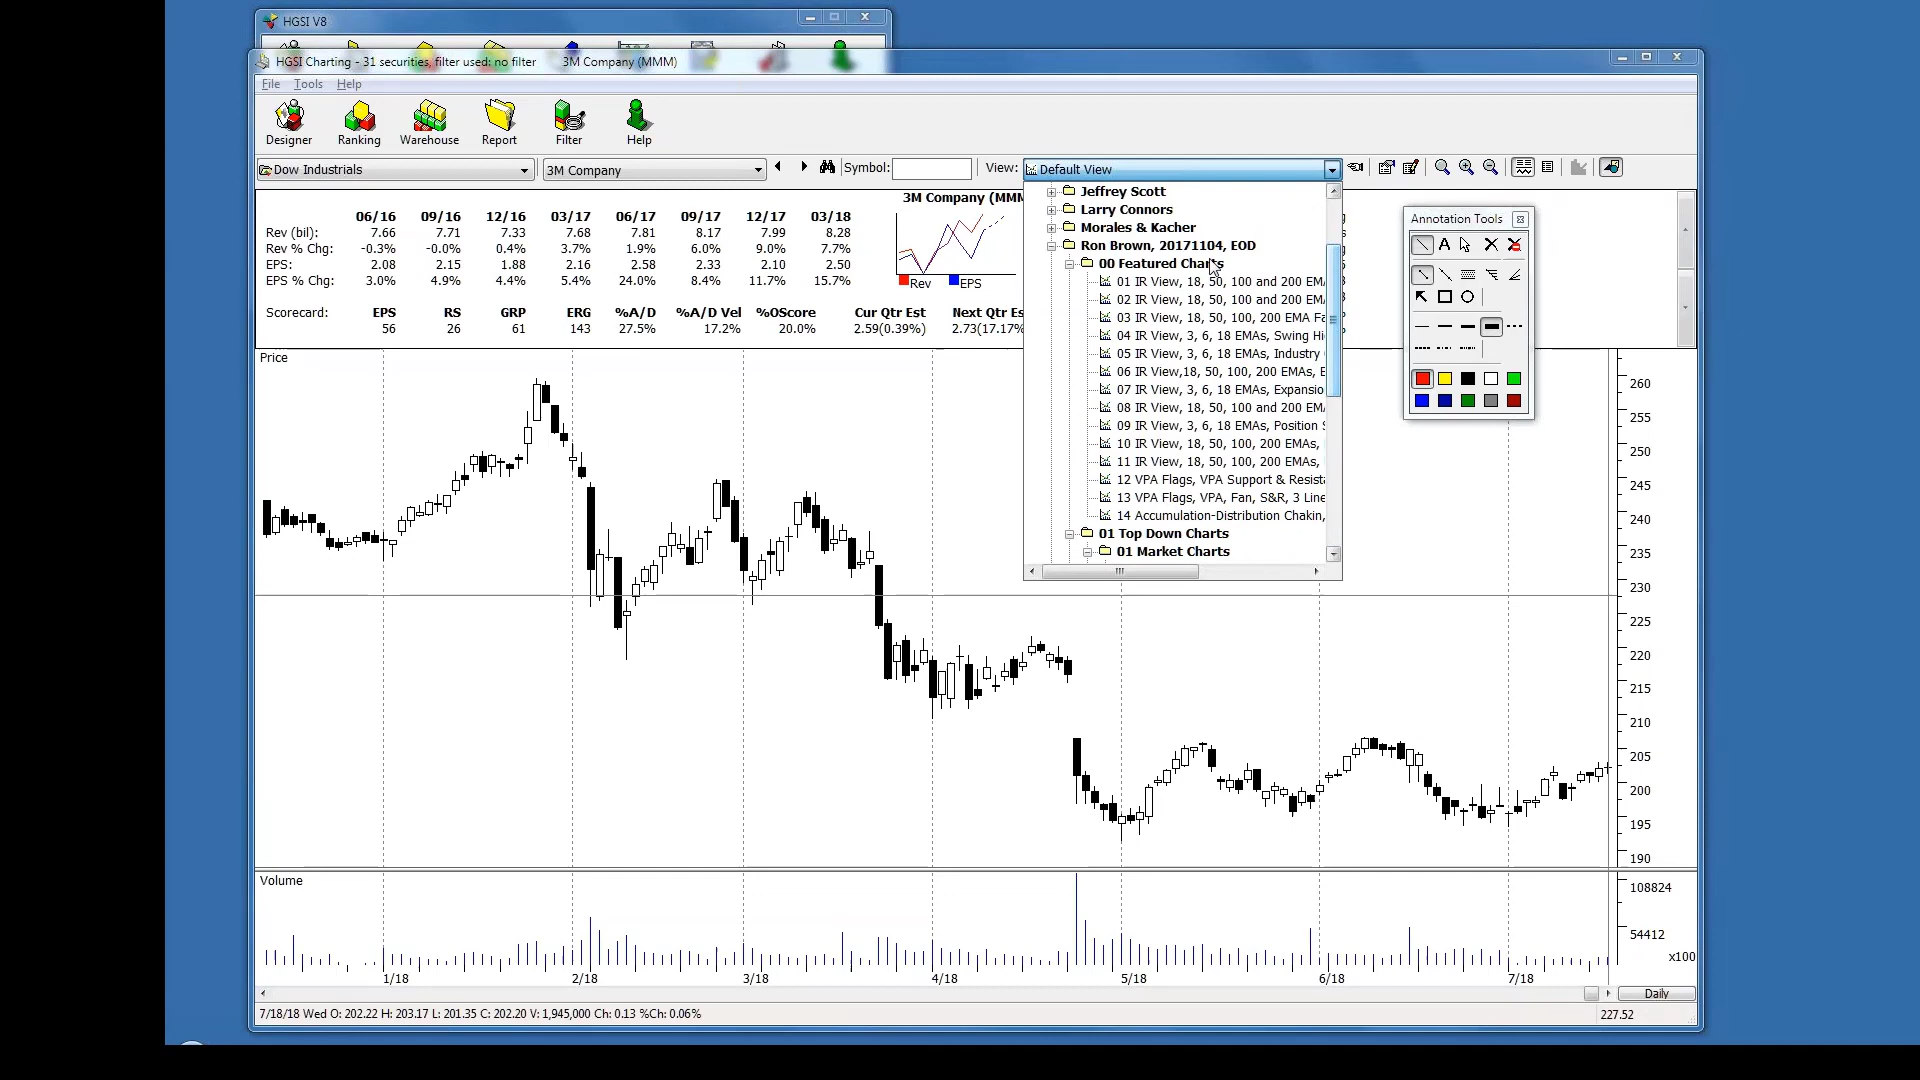 HGSI V8
HGSI Charting - 31 securities, filter used: no filter 3M Company (MMM)
File Tools Help
Designer Ranking Warehouse Report Filter Help
Dow Industrials 3M Company Symbol: View: Default View
06/16 09/16 12/16 03/17 06/17 09/17 12/17 03/18
Rev (bil): 7.66 7.71 7.33 7.68 7.81 8.17 7.99 8.28
Rev % Chg: -0.3% -0.0% 0.4% 3.7% 1.9% 6.0% 9.0% 7.7%
EPS: 2.08 2.15 1.88 2.16 2.58 2.33 2.10 2.50
EPS % Chg: 3.0% 4.9% 4.4% 5.4% 24.0% 8.4% 11.7% 15.7%
Scorecard: EPS RS GRP ERG %A/D %A/D Vel %OScore Cur Qtr Est Next Qtr Es
56 26 61 143 27.5% 17.2% 20.0% 2.59(0.39%) 2.73(17.17%
3M Company (MMM
Rev EPS
Jeffrey Scott
Larry Connors
Morales & Kacher
Ron Brown, 20171104, EOD
00 Featured Charts
01 IR View, 18, 50, 100 and 200 EMA
02 IR View, 18, 50, 100 and 200 EMA
03 IR View, 18, 50, 100, 200 EMA Fa
04 IR View, 3, 6, 18 EMAs, Swing Hi
05 IR View, 3, 6, 18 EMAs, Industry
06 IR View,18, 50, 100, 200 EMAs, E
07 IR View, 3, 6, 18 EMAs, Expansio
08 IR View, 18, 50, 100 and 200 EMA
09 IR View, 3, 6, 18 EMAs, Position S
10 IR View, 18, 50, 100, 200 EMAs,
11 IR View, 18, 50, 100, 200 EMAs,
12 VPA Flags, VPA Support & Resista
13 VPA Flags, VPA, Fan, S&R, 3 Line
14 Accumulation-Distribution Chakin,
01 Top Down Charts
01 Market Charts
Annotation Tools
A
Price
260
255
250
245
240
235
230
225
220
215
210
205
200
195
190
Volume
108824
54412
x100
1/18 2/18 3/18 4/18 5/18 6/18 7/18
Daily
7/18/18 Wed O: 202.22 H: 203.17 L: 201.35 C: 202.20 V: 1,945,000 Ch: 0.13 %Ch: 0.06% 227.52